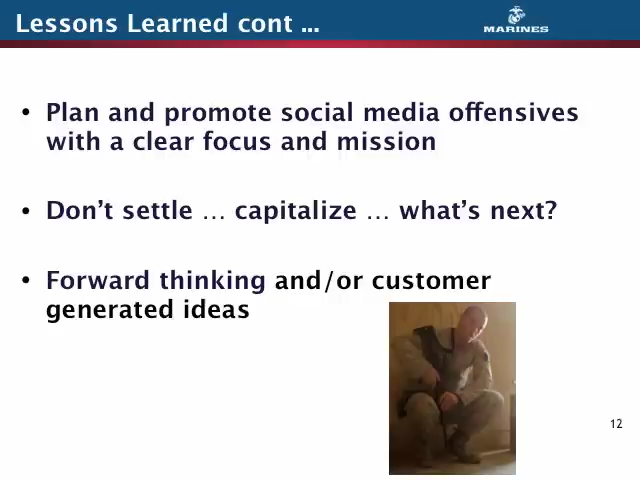 Lessons Learned cont ...
MARINES
• Plan and promote social media offensives
with a clear focus and mission
• Don’t settle … capitalize … what’s next?
• Forward thinking and/or customer
generated ideas
12